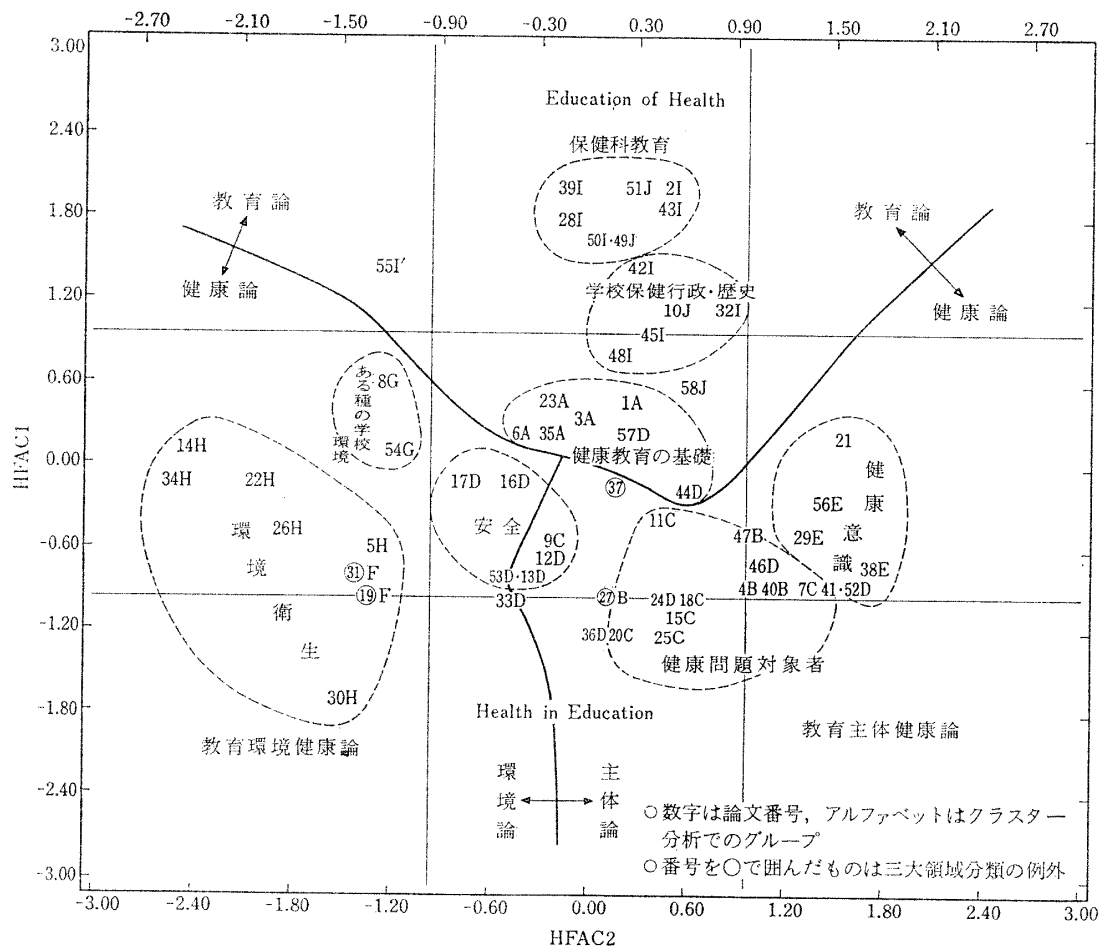 -2.70 -2.10 -1.50 -0.90 -0.30 0.30 0.90 1.50 2.10 2.70
3.00
Education of Health
2.40
保健科教育
39I 51J 2I
43I
28I
50I·49J
1.80
教育論
健康論
教育論
健康論
55I′
42I
学校保健行政・歴史
10J 32I
1.20
45I
48I
0.60
ある種の学校
環境
8G
54G
58J
23A 1A
3A
6A 35A 57D
健康教育の基礎
HFAC1
0.00
14H
34H 22H
17D 16D
㊲
44D
21
健康意識
56E
安全
11C
26H
環境衛生
5H
47B
29E
-0.60
9C
12D
㉛F
46D
38E
53D·13D
4B 40B 7C 41·52D
⑲F
33D
㉗B
24D 18C
15C
-1.20
36D 20C 25C
健康問題対象者
30H
-1.80
Health in Education
教育環境健康論
教育主体健康論
環境論
主体論
-2.40
○数字は論文番号，アルファベットはクラスター
分析でのグループ
○番号を○で囲んだものは三大領域分類の例外
-3.00
-3.00 -2.40 -1.80 -1.20 -0.60 0.00 0.60 1.20 1.80 2.40 3.00
HFAC2